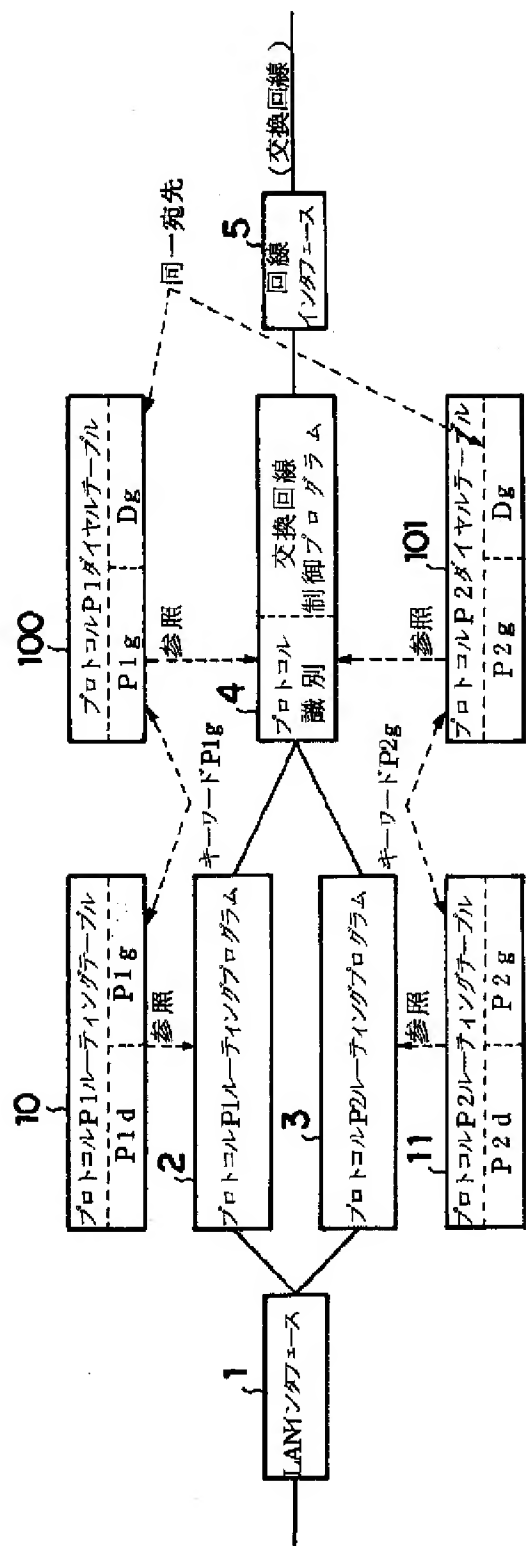 10
プロトコルP1ルーティングテーブル
P1d
P1g
参照
キーワードP1g
100
プロトコルP1ダイヤルテーブル
P1g
Dg
参照
同一宛先
1
LANインタフェース
2
プロトコルP1ルーティングプログラム
3
プロトコルP2ルーティングプログラム
4
プロトコル
識別
交換回線
制御プログラム
5
回線
インタフェース
(交換回線)
キーワードP2g
参照
11
プロトコルP2ルーティングテーブル
P2d
P2g
参照
101
プロトコルP2ダイヤルテーブル
P2g
Dg